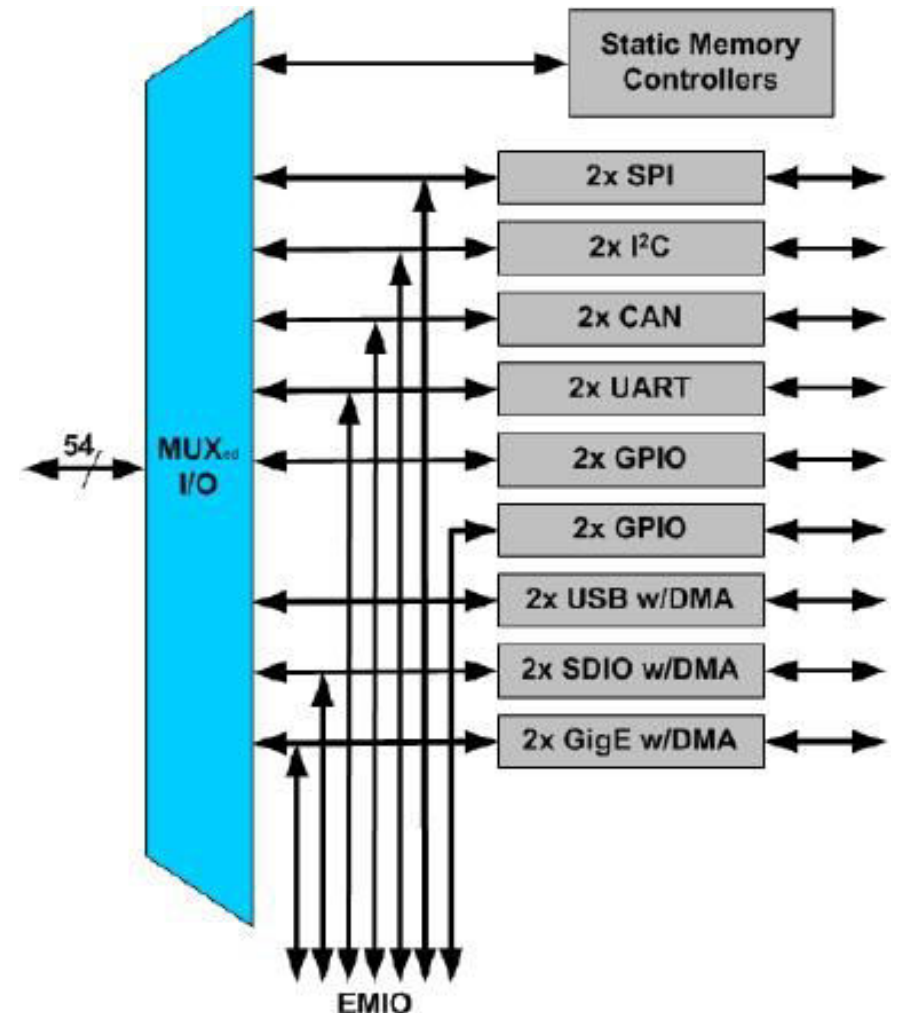 Static Memory
Controllers
2x SPI
2x I²C
2x CAN
2x UART
54
MUXed
I/O
2x GPIO
2x GPIO
2x USB w/DMA
2x SDIO w/DMA
2x GigE w/DMA
EMIO